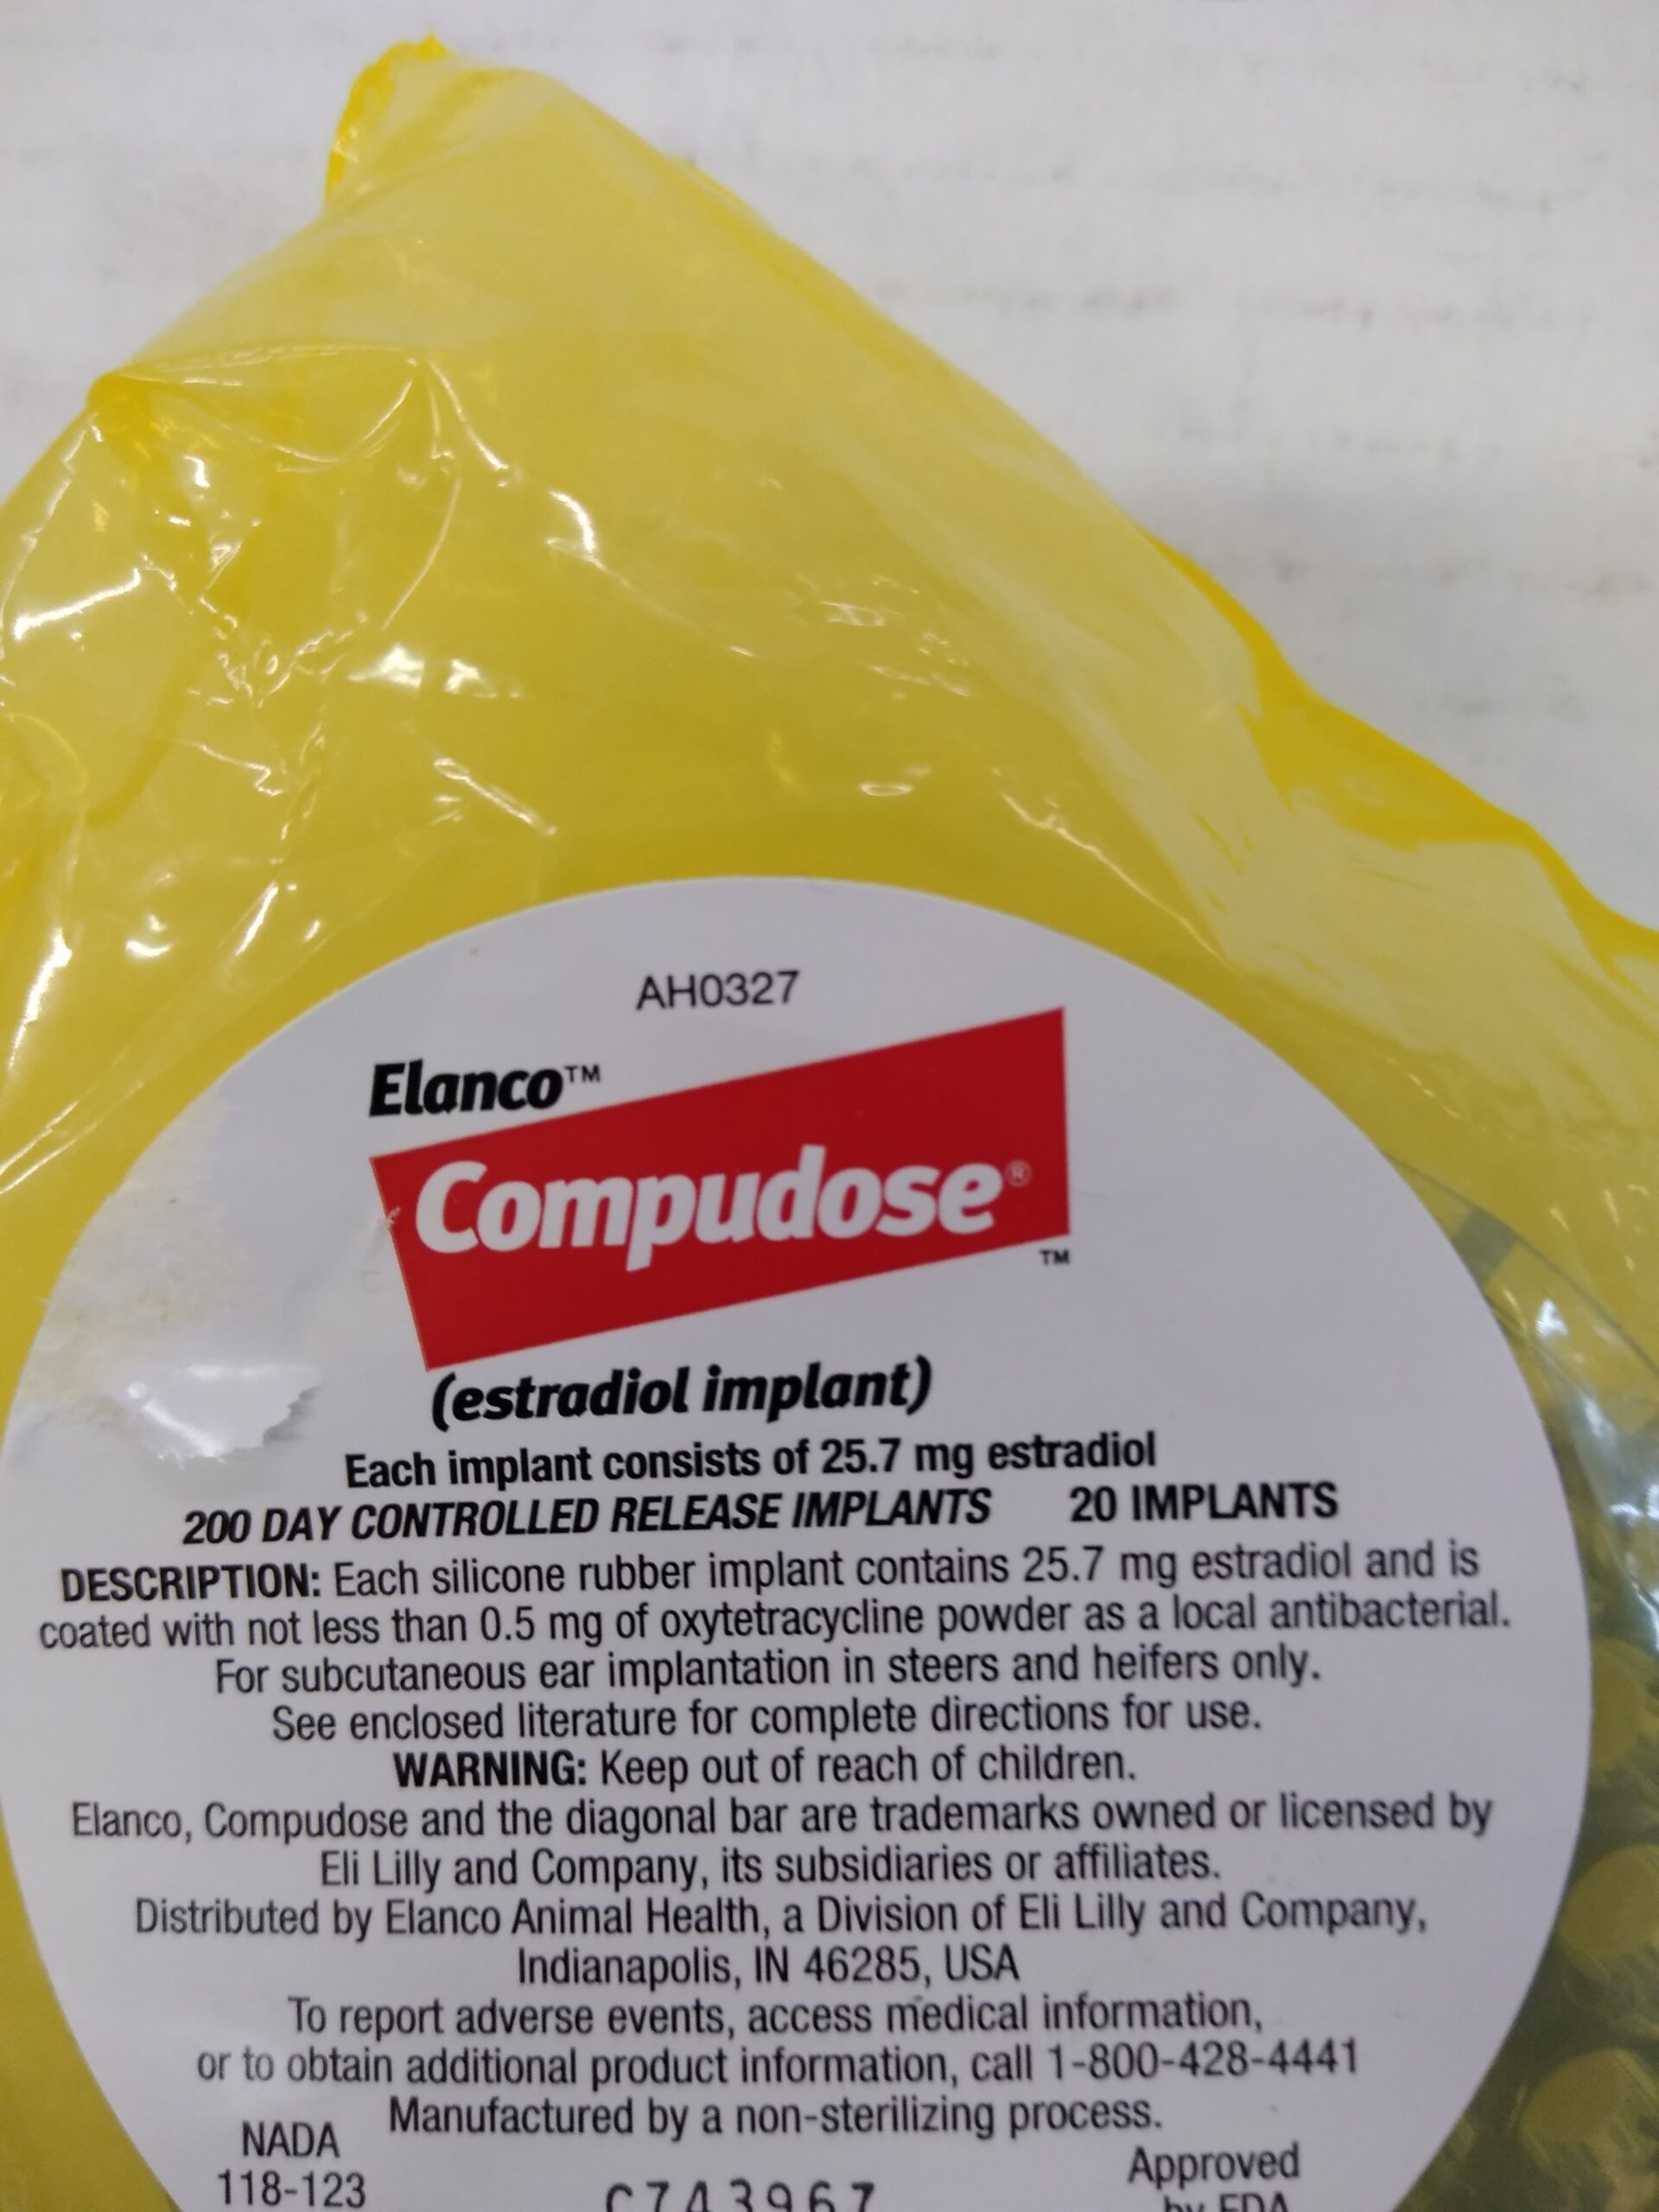 AH0327
Elanco™
Compudose®
™
(estradiol implant)
Each implant consists of 25.7 mg estradiol
200 DAY CONTROLLED RELEASE IMPLANTS 20 IMPLANTS
DESCRIPTION: Each silicone rubber implant contains 25.7 mg estradiol and is
coated with not less than 0.5 mg of oxytetracycline powder as a local antibacterial.
For subcutaneous ear implantation in steers and heifers only.
See enclosed literature for complete directions for use.
WARNING: Keep out of reach of children.
Elanco, Compudose and the diagonal bar are trademarks owned or licensed by
Eli Lilly and Company, its subsidiaries or affiliates.
Distributed by Elanco Animal Health, a Division of Eli Lilly and Company,
Indianapolis, IN 46285, USA
To report adverse events, access medical information,
or to obtain additional product information, call 1-800-428-4441
Manufactured by a non-sterilizing process.
NADA
118-123
C743967
Approved
by FDA